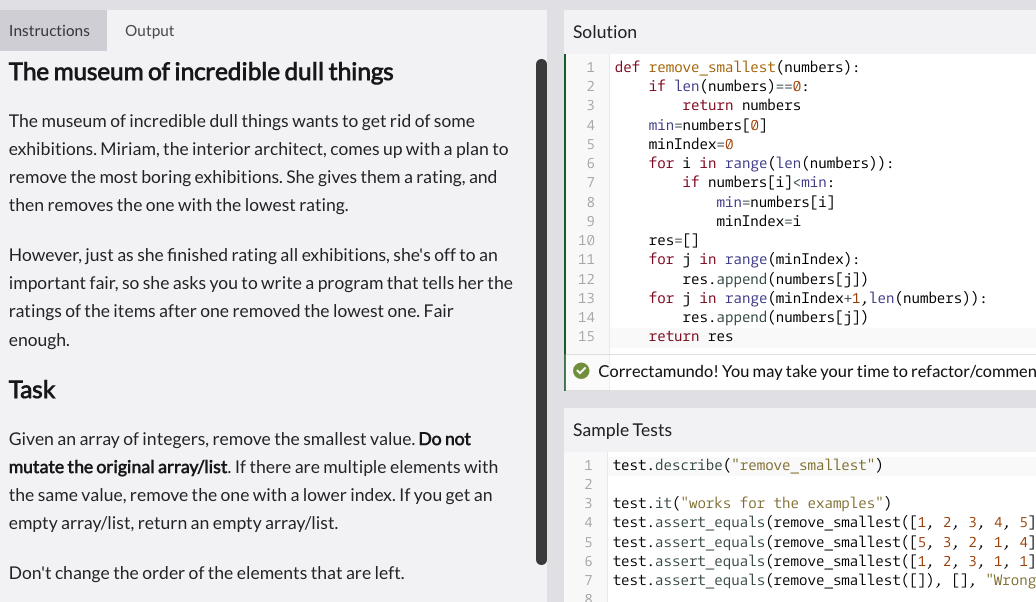 Instructions
Output
The museum of incredible dull things
The museum of incredible dull things wants to get rid of some
exhibitions. Miriam, the interior architect, comes up with a plan to
remove the most boring exhibitions. She gives them a rating, and
then removes the one with the lowest rating.
However, just as she finished rating all exhibitions, she's off to an
important fair, so she asks you to write a program that tells her the
ratings of the items after one removed the lowest one. Fair
enough.
Task
Given an array of integers, remove the smallest value. Do not
mutate the original array/list. If there are multiple elements with
the same value, remove the one with a lower index. If you get an
empty array/list, return an empty array/list.
Don't change the order of the elements that are left.
Solution
1 def remove_smallest(numbers):
2     if len(numbers)==0:
3         return numbers
4     min=numbers[0]
5     minIndex=0
6     for i in range(len(numbers)):
7         if numbers[i]<min:
8             min=numbers[i]
9             minIndex=i
10     res=[]
11     for j in range(minIndex):
12         res.append(numbers[j])
13     for j in range(minIndex+1,len(numbers)):
14         res.append(numbers[j])
15     return res
Correctamundo! You may take your time to refactor/commen
Sample Tests
1 test.describe("remove_smallest")
2
3 test.it("works for the examples")
4 test.assert_equals(remove_smallest([1, 2, 3, 4, 5]
5 test.assert_equals(remove_smallest([5, 3, 2, 1, 4]
6 test.assert_equals(remove_smallest([1, 2, 3, 1, 1]
7 test.assert_equals(remove_smallest([]), [], "Wrong
8